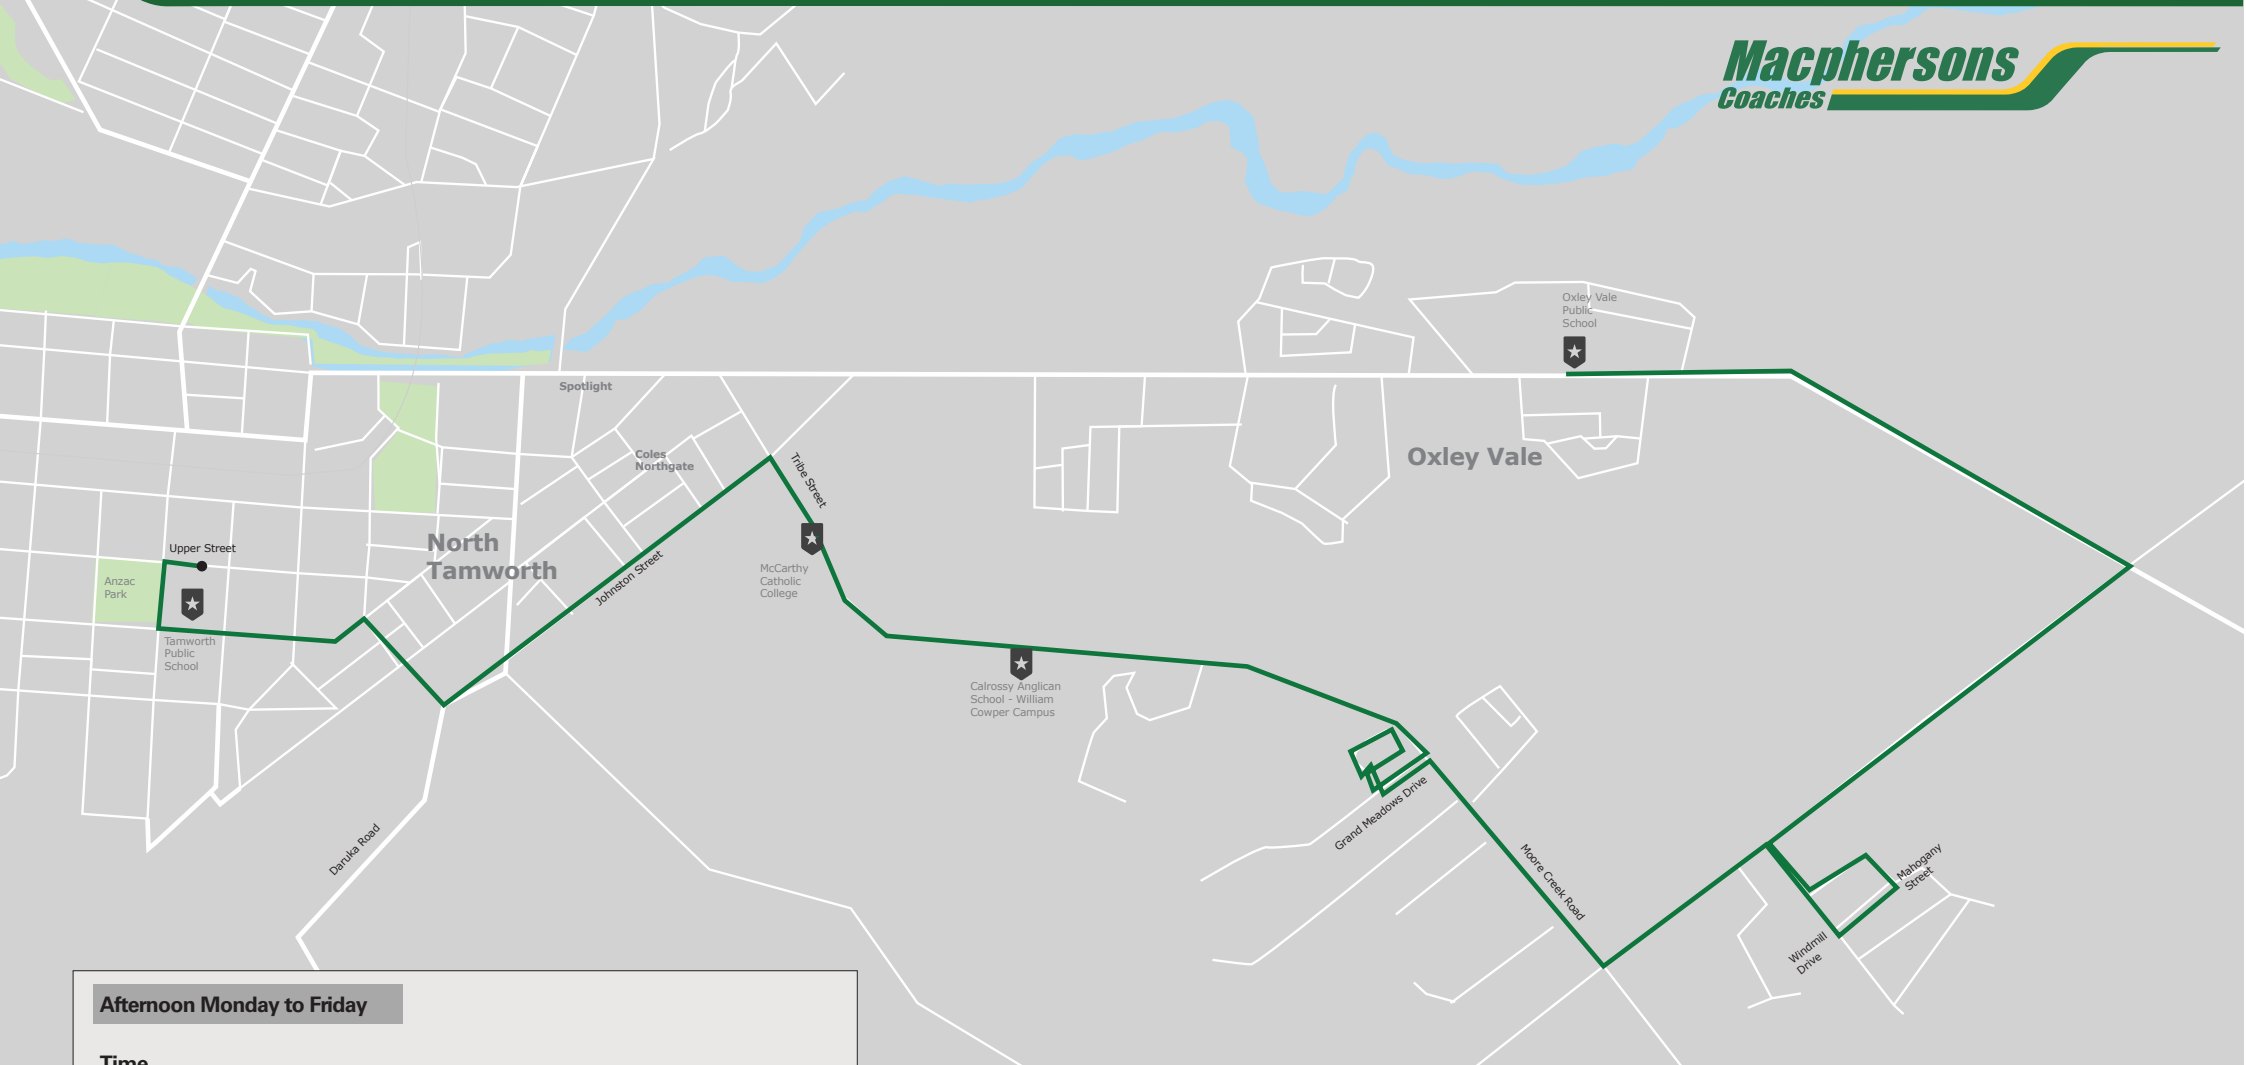 Macphersons
Coaches
Oxley Vale
Public
School
Spotlight
Coles
Northgate
Tribe Street
Oxley Vale
North
Tamworth
Upper Street
Anzac
Park
Tamworth
Public
School
Johnston Street
McCarthy
Catholic
College
Calrossy Anglican
School - William
Cowper Campus
Grand Meadows Drive
Moore Creek Road
Mahogany
Street
Windmill
Drive
Daruka Road
Afternoon Monday to Friday
Time